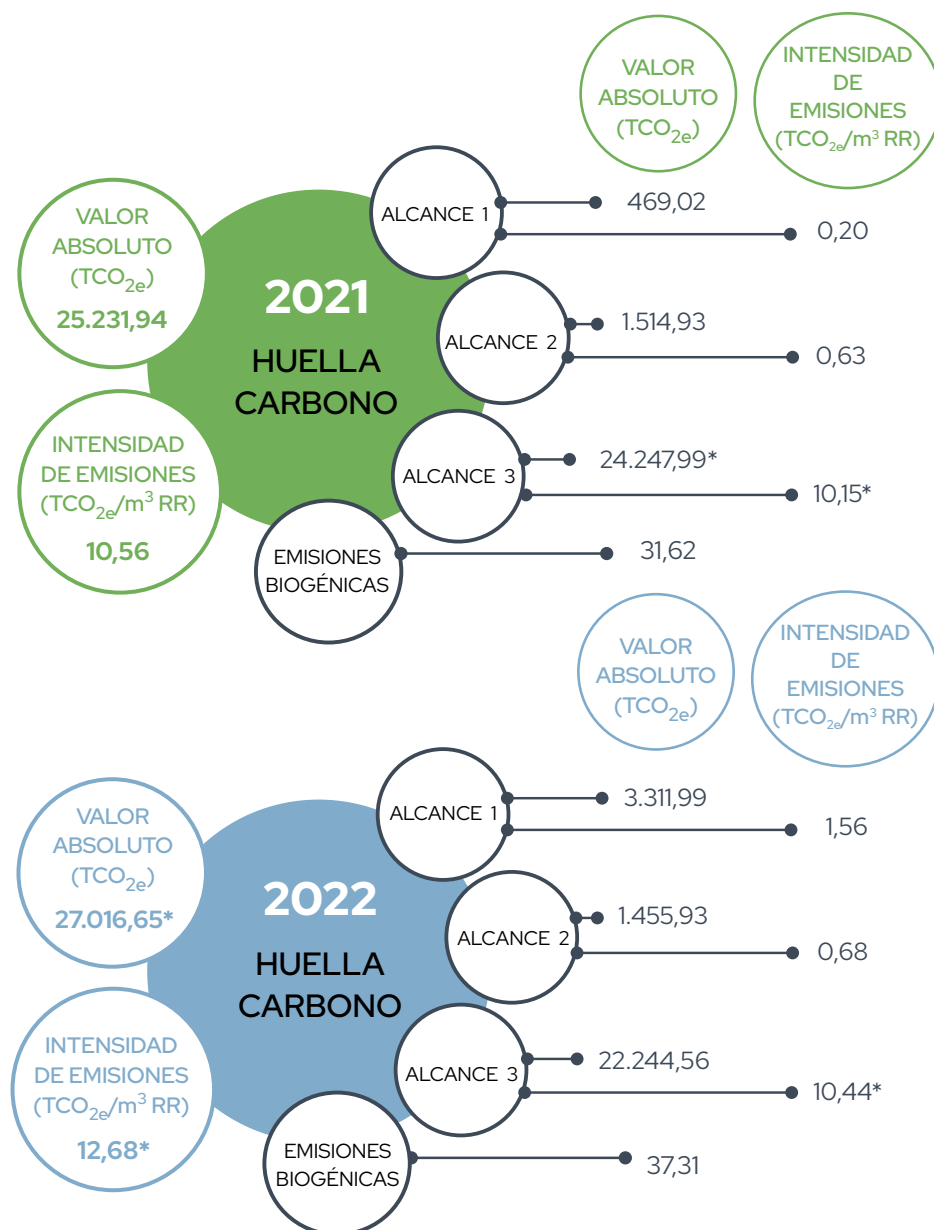 VALOR
ABSOLUTO
(TCO2e)
INTENSIDAD
DE
EMISIONES
(TCO2e/m³ RR)
ALCANCE 1
469,02
0,20
VALOR
ABSOLUTO
(TCO2e)
25.231,94
2021
HUELLA
CARBONO
ALCANCE 2
1.514,93
0,63
INTENSIDAD
DE EMISIONES
(TCO2e/m³ RR)
10,56
ALCANCE 3
24.247,99*
10,15*
EMISIONES
BIOGÉNICAS
31,62
VALOR
ABSOLUTO
(TCO2e)
INTENSIDAD
DE
EMISIONES
(TCO2e/m³ RR)
ALCANCE 1
3.311,99
1,56
VALOR
ABSOLUTO
(TCO2e)
27.016,65*
2022
HUELLA
CARBONO
ALCANCE 2
1.455,93
0,68
INTENSIDAD
DE EMISIONES
(TCO2e/m³ RR)
12,68*
ALCANCE 3
22.244,56
10,44*
EMISIONES
BIOGÉNICAS
37,31